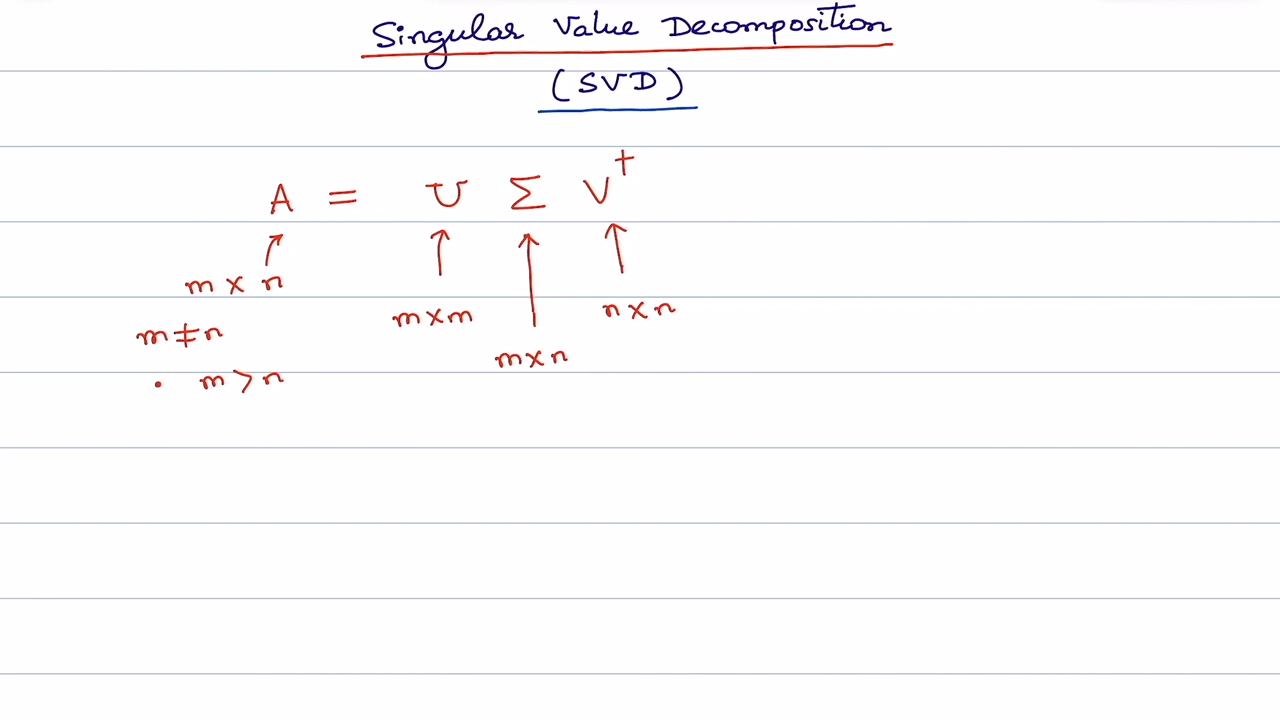 Singular Value Decomposition
(SVD)
A = U Σ V†
m × n
m × m
n × n
m ≠ n
m × n
· m > n